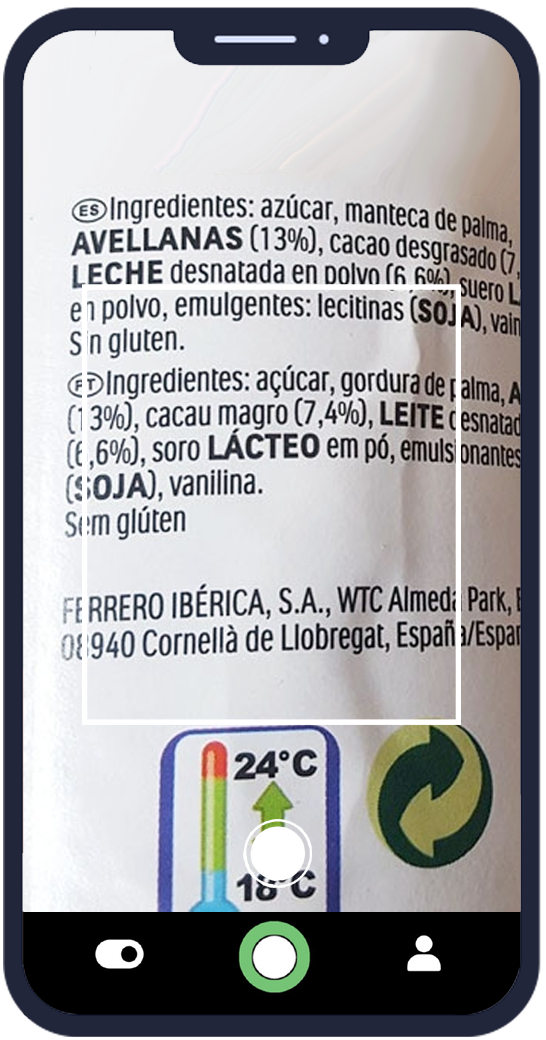 ES Ingredientes: azúcar, manteca de palma,
AVELLANAS (13%), cacao desgrasado (7,
LECHE desnatada en polvo (6,6%), suero
en polvo, emulgentes: lecitinas (SOJA),
Sin gluten.
PT Ingredientes: açúcar, gordura de palma,
(13%), cacau magro (7,4%), LEITE
(6,6%), soro LÁCTEO em pó, emulsionantes
(SOJA), vanilina.
Sem glúten
FERRERO IBÉRICA, S.A., WTC Almeda Park,
08940 Cornellà de Llobregat, España/
24°C
18°C